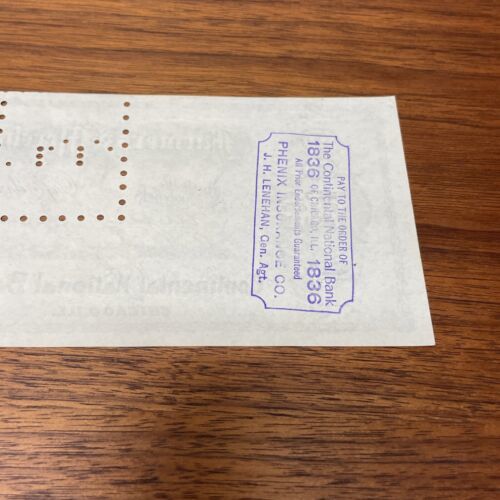 PAY TO THE ORDER OF
The Continental National Bank
1836 OF CHICAGO, ILL. 1836
All Prior Endorsements Guaranteed
PHENIX INSURANCE CO.
J. H. LENEHAN, Gen. Agt.